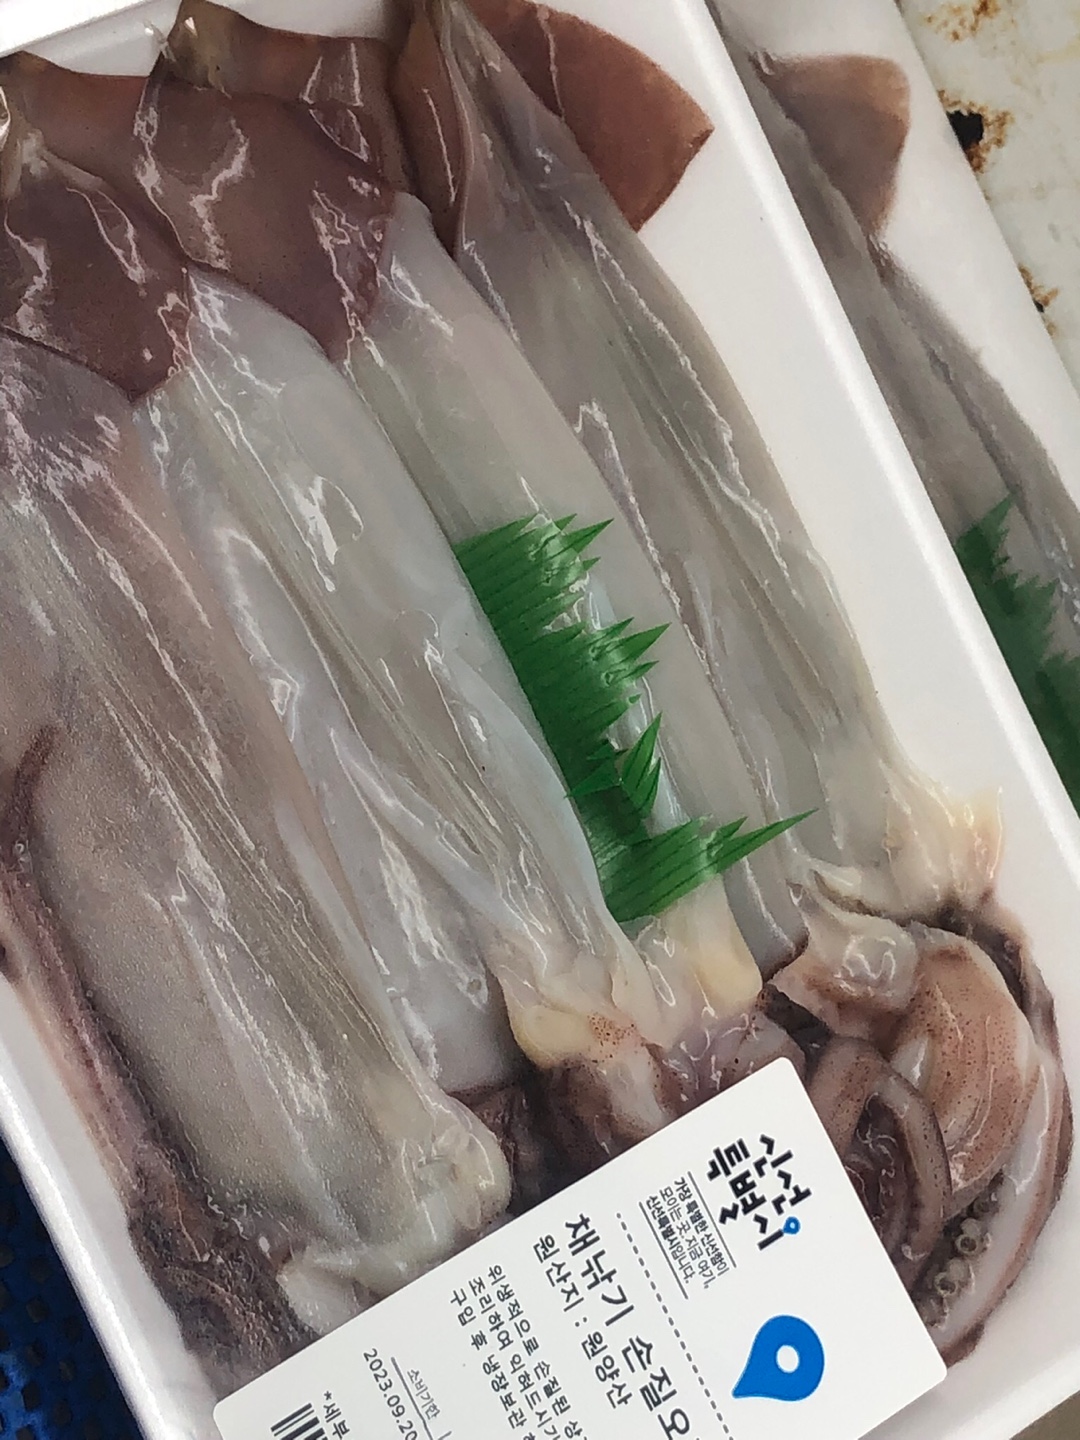 신선
특별시
가장 특별한 신선함이
모이는 곳, 지금 여기,
신선특별시입니다.
채낚기 손질오
원산지 : 원양산
위생적으로 손질된 상
조리하여 익혀드시기
구입 후 냉장보관
소비기한
2023.09.20
*세부